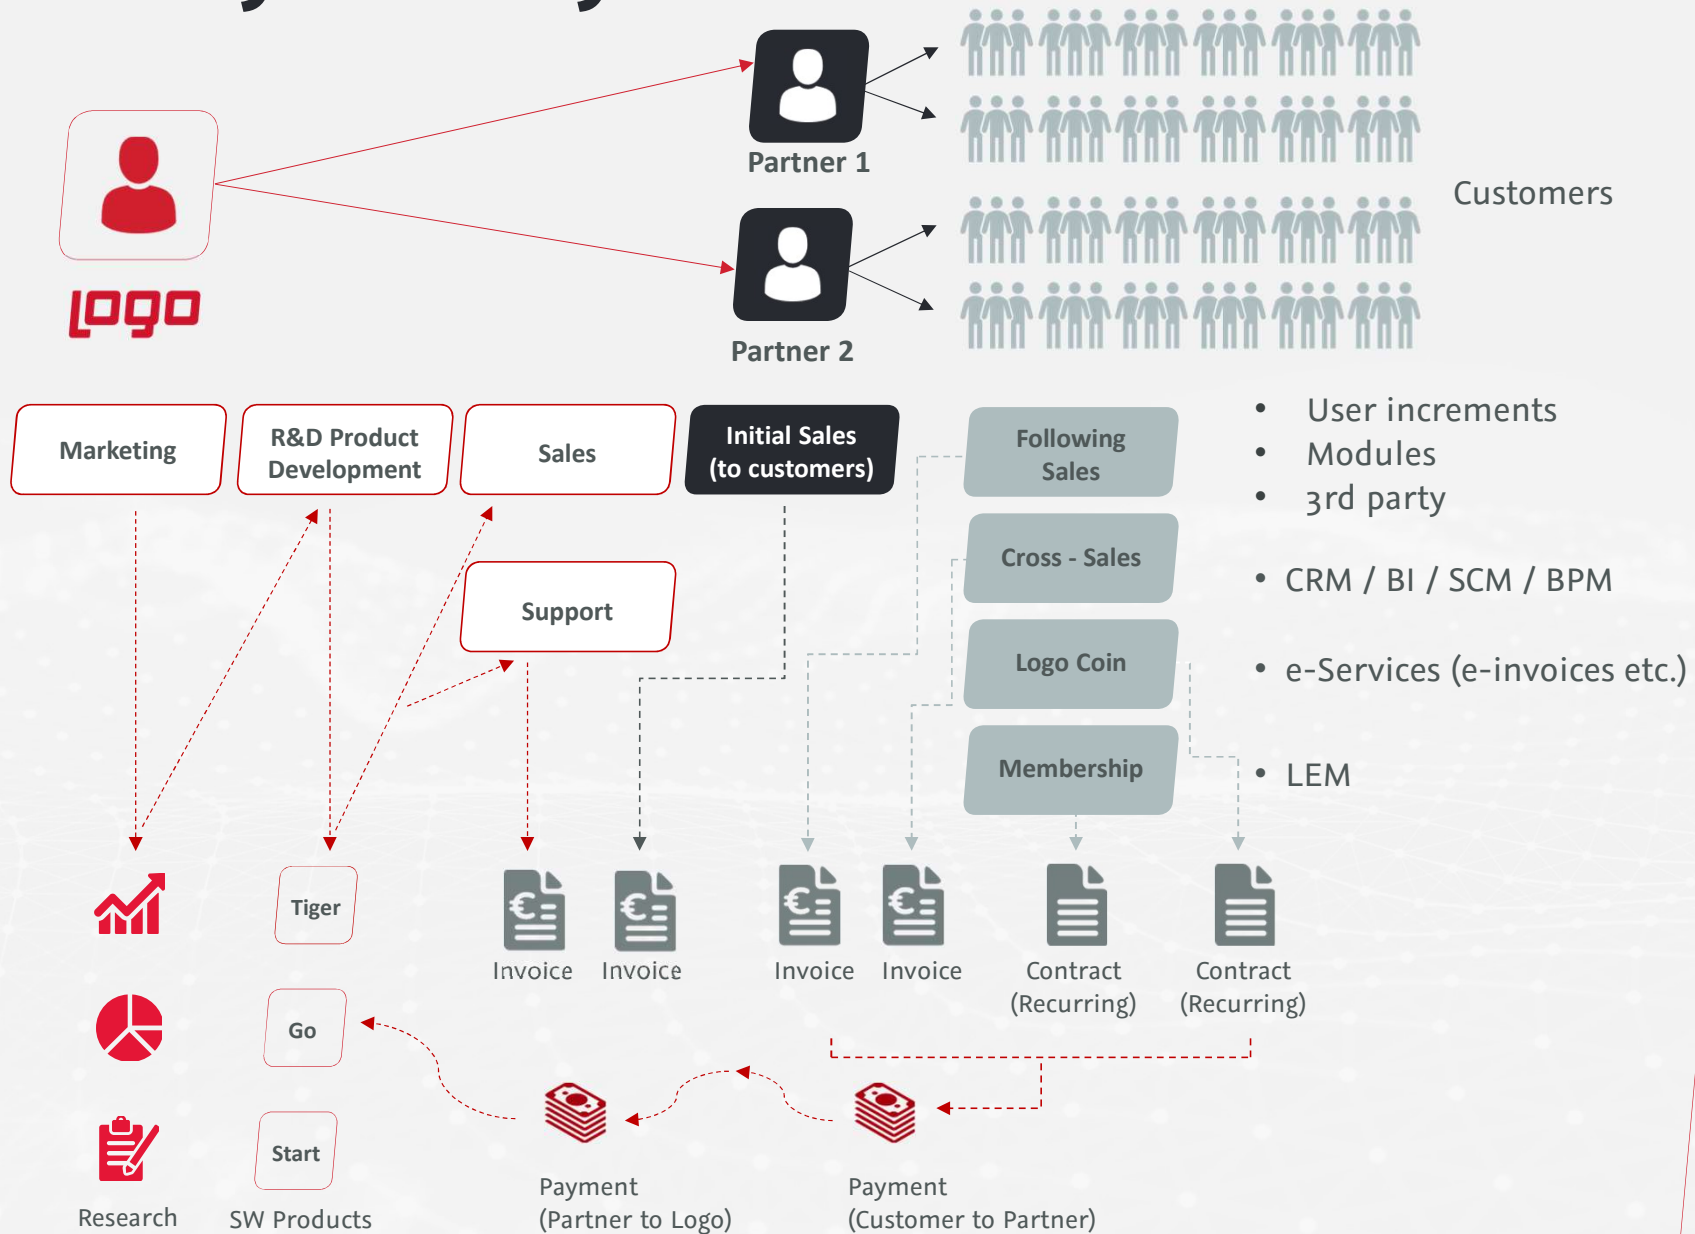 Partner 1
Customers
logo
Partner 2
Marketing
R&D Product
Development
Sales
Initial Sales
(to customers)
Following
Sales
• User increments
• Modules
• 3rd party
Support
Cross - Sales
• CRM / BI / SCM / BPM
Logo Coin
• e-Services (e-invoices etc.)
Membership
• LEM
Tiger
Invoice
Invoice
Invoice
Invoice
Contract
(Recurring)
Contract
(Recurring)
Go
Start
Research
SW Products
Payment
(Partner to Logo)
Payment
(Customer to Partner)